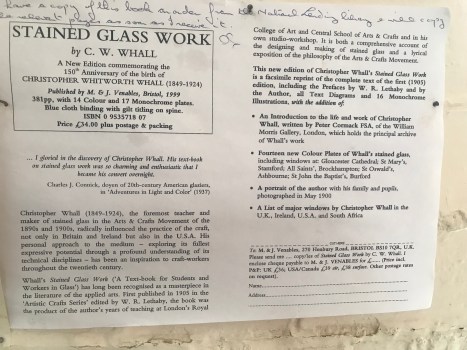 have a copy of this book on order from the National Lending library &
as soon as
STAINED GLASS WORK
by C. W. WHALL
A New Edition commemorating the
150th Anniversary of the birth of
CHRISTOPHER WHITWORTH WHALL (1849-1924)
Published by M. & J. Venables, Bristol, 1999
381pp, with 14 Colour and 17 Monochrome plates.
Blue cloth binding with gilt titling on spine.
ISBN 0 9535718 07
Price £34.00 plus postage & packing
... I gloried in the discovery of Christopher Whall. His text-book
on stained glass work was so charming and enthusiastic that I
became his convert overnight.
Charles J. Connick, doyen of 20th-century American glaziers,
in 'Adventures in Light and Color' (1937)
Christopher Whall (1849-1924), the foremost teacher and
maker of stained glass in the Arts & Crafts Movement of the
1890s and 1900s, radically influenced the practice of the craft,
not only in Britain and Ireland but also in the U.S.A. His
personal approach to the medium – exploring its fullest
expressive potential through a profound understanding of its
technical disciplines – has been an inspiration to craft-workers
throughout the twentieth century.
Whall's Stained Glass Work ('A Text-book for Students and
Workers in Glass') has long been recognised as a masterpiece in
the literature of the applied arts. First published in 1905 in the
'Artistic Crafts Series' edited by W. R. Lethaby, the book was
the product of the author's years of teaching at London's Royal
College of Art and Central School of Arts & Crafts and in his
own studio-workshop. It is both a comprehensive account of
the designing and making of stained glass and a lyrical
exposition of the philosophy of the Arts & Crafts Movement.
This new edition of Christopher Whall's Stained Glass Work
is a facsimile reprint of the complete text of the first (1905)
edition, including the Prefaces by W. R. Lethaby and by the
Author, all Text Diagrams and 16 Monochrome
Illustrations, with the addition of:
• An Introduction to the life and work of Christopher
Whall, written by Peter Cormack FSA, of the William
Morris Gallery, London, which holds the principal archive
of Whall's work
• Fourteen new Colour Plates of Whall's stained glass,
including windows at: Gloucester Cathedral; St Mary's,
Stamford; All Saints', Brockhampton; St Oswald's,
Ashbourne; St John the Baptist's, Burford
• A portrait of the author with his family and pupils,
photographed in May 1900
• A List of major windows by Christopher Whall in the
U.K., Ireland, U.S.A. and South Africa
To: M. & J. Venables, 270 Henbury Road, BRISTOL BS10 7QR, U.K.
Please send me ... copy/ies of Stained Glass Work by C. W. Whall. I
enclose cheque payable to M. & J. VENABLES for £...... (Price incl.
on request).
Name
Address